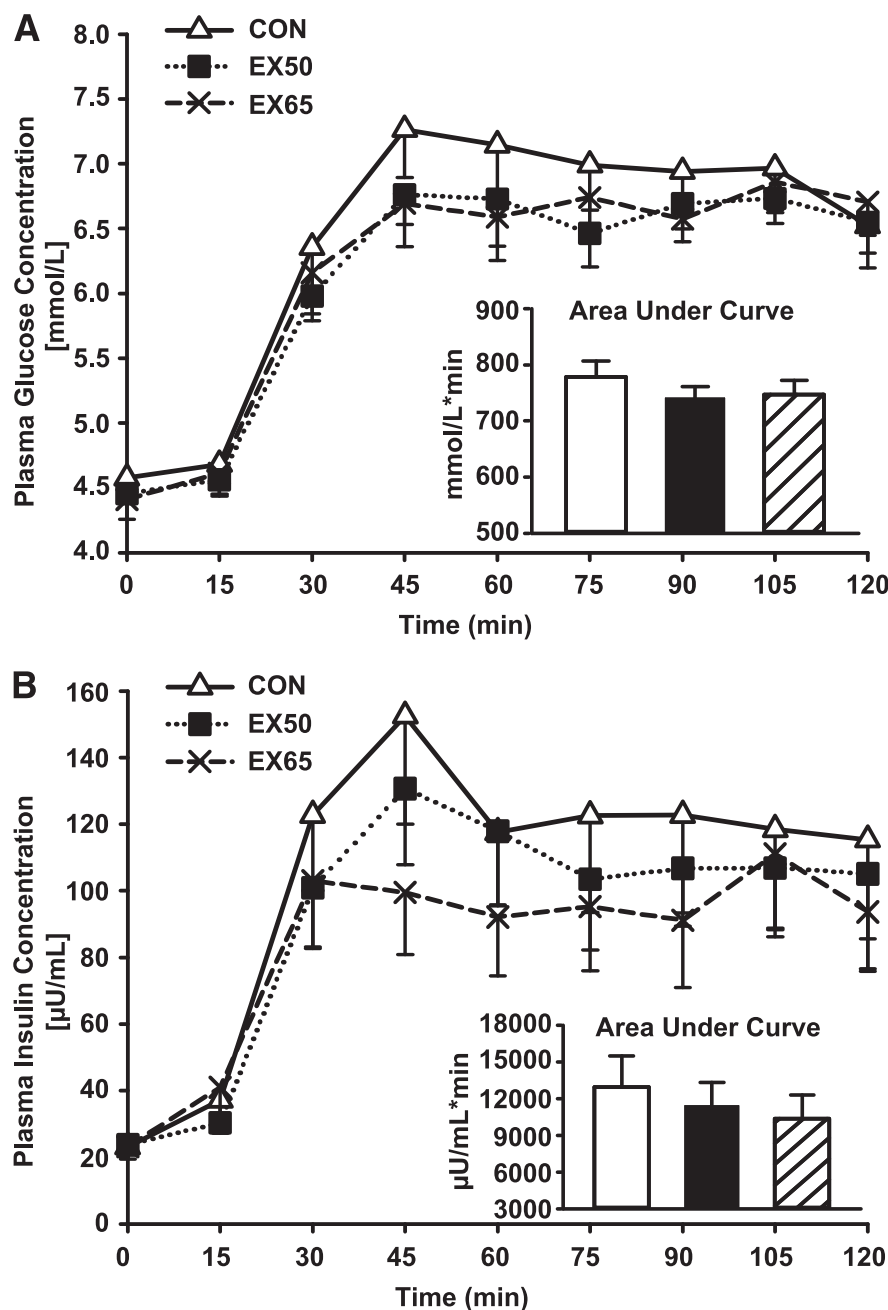 A
CON
EX50
EX65
Plasma Glucose Concentration
[mmol/L]
8.0
7.5
7.0
6.5
6.0
5.5
5.0
4.5
4.0
0 15 30 45 60 75 90 105 120
Time (min)
Area Under Curve
mmol/L*min
900
800
700
600
500
B
CON
EX50
EX65
Plasma Insulin Concentration
[µU/mL]
160
140
120
100
80
60
40
20
0
0 15 30 45 60 75 90 105 120
Time (min)
Area Under Curve
µU/mL*min
18000
15000
12000
9000
6000
3000